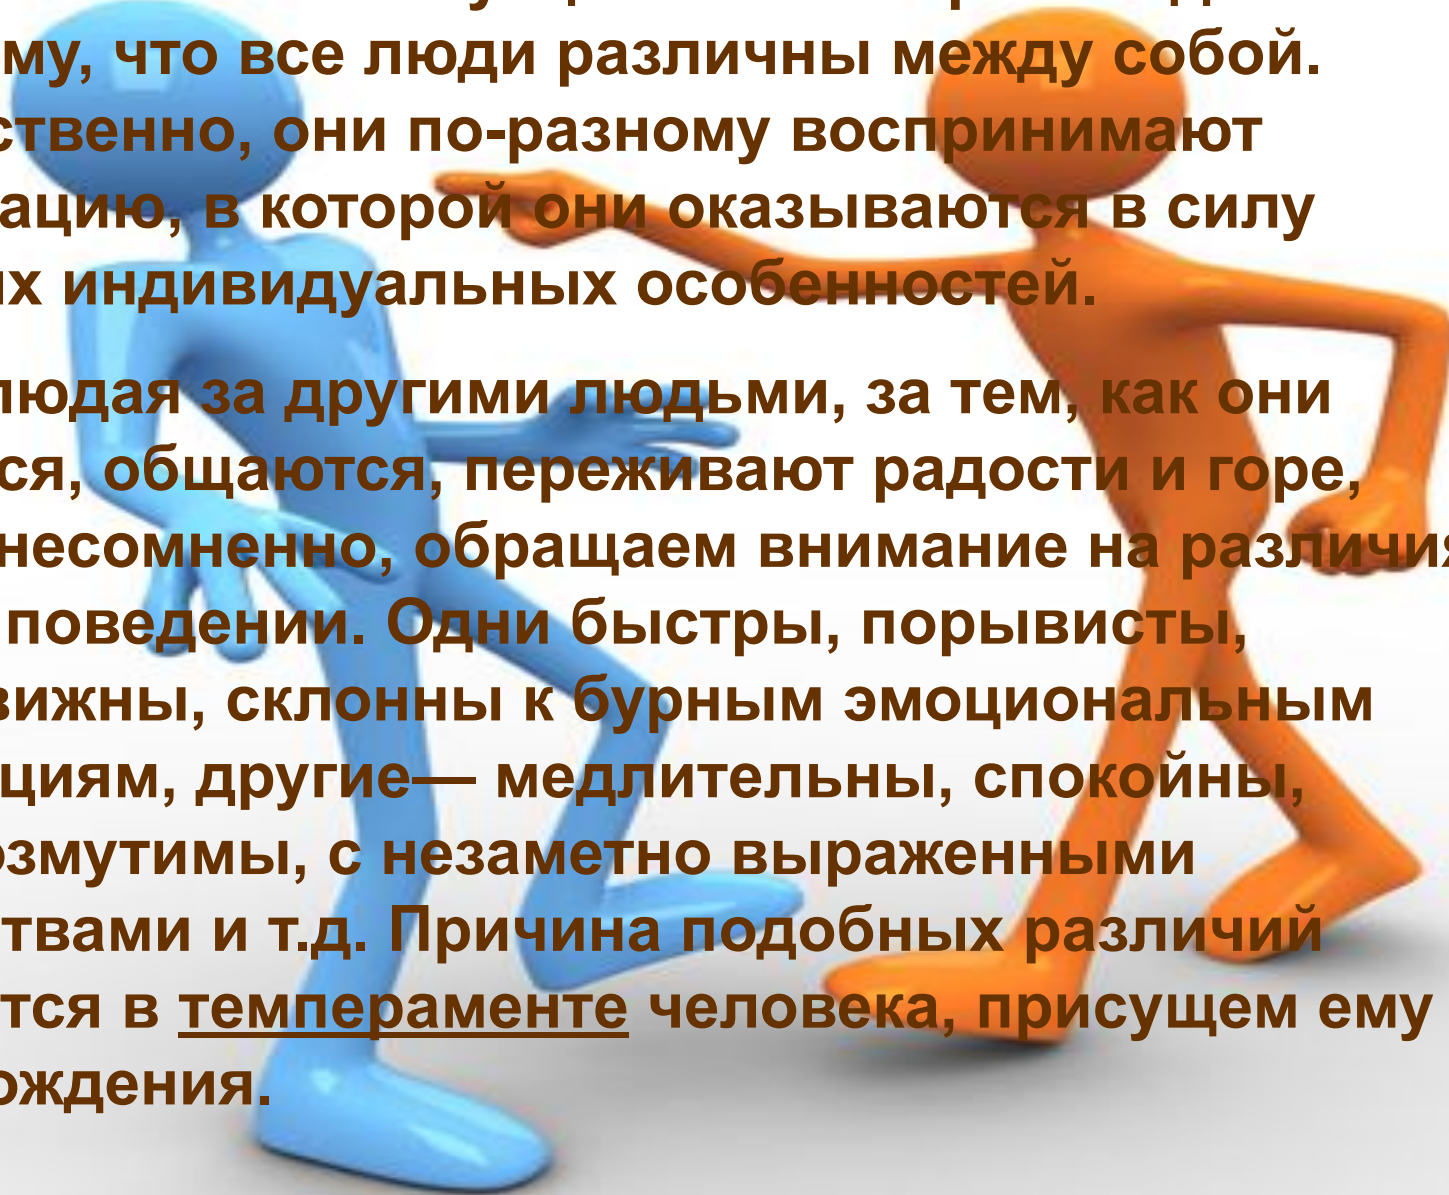 му, что все люди различны между собой.
ственно, они по-разному воспринимают
ацию, в которой они оказываются в силу
их индивидуальных особенностей.
людая за другими людьми, за тем, как они
ся, общаются, переживают радости и горе,
несомненно, обращаем внимание на различия
поведении. Одни быстры, порывисты,
вижны, склонны к бурным эмоциональным
циям, другие— медлительны, спокойны,
озмутимы, с незаметно выраженными
твами и т.д. Причина подобных различий
тся в темпераменте человека, присущем ему
ождения.